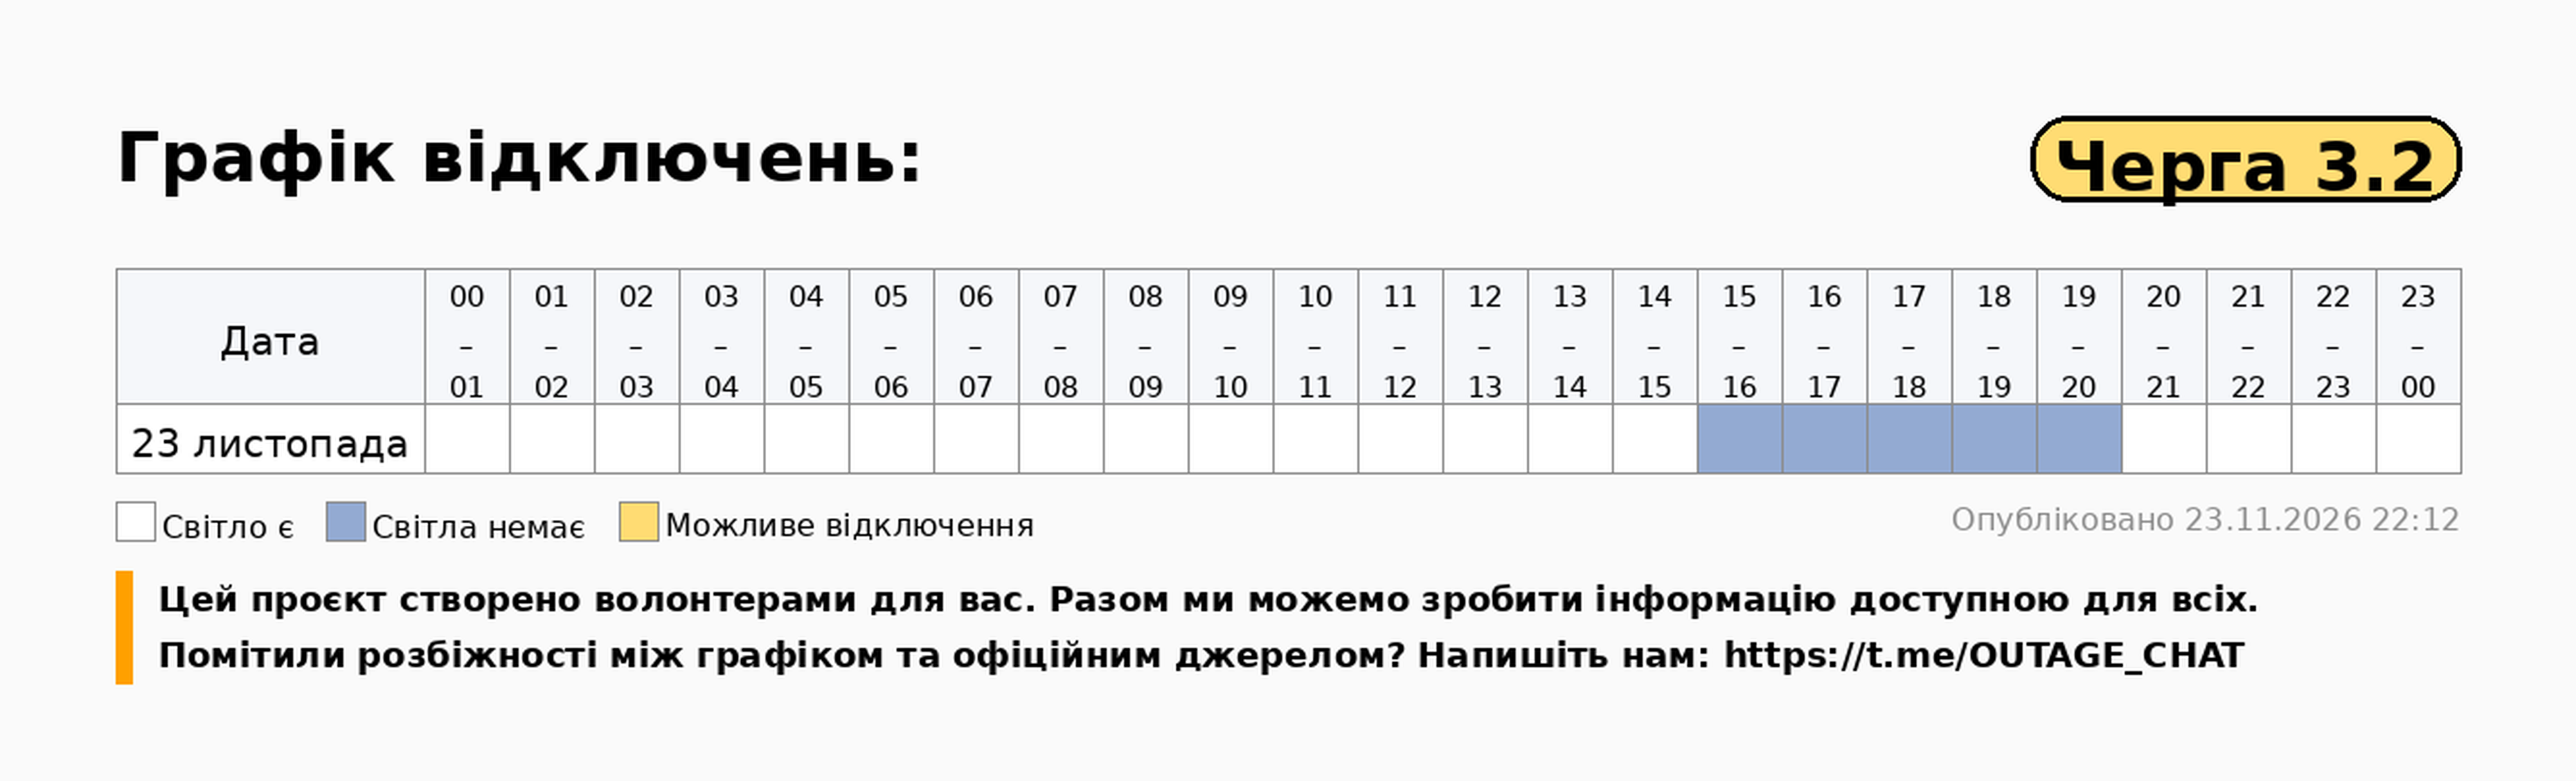 Графік відключень:
Черга 3.2
Дата 00 – 01 01 – 02 02 – 03 03 – 04 04 – 05 05 – 06 06 – 07 07 – 08 08 – 09 09 – 10 10 – 11 11 – 12 12 – 13 13 – 14 14 – 15 15 – 16 16 – 17 17 – 18 18 – 19 19 – 20 20 – 21 21 – 22 22 – 23 23 – 00
23 листопада
Світло є Світла немає Можливе відключення
Опубліковано 23.11.2026 22:12
Цей проєкт створено волонтерами для вас. Разом ми можемо зробити інформацію доступною для всіх.
Помітили розбіжності між графіком та офіційним джерелом? Напишіть нам: https://t.me/OUTAGE_CHAT